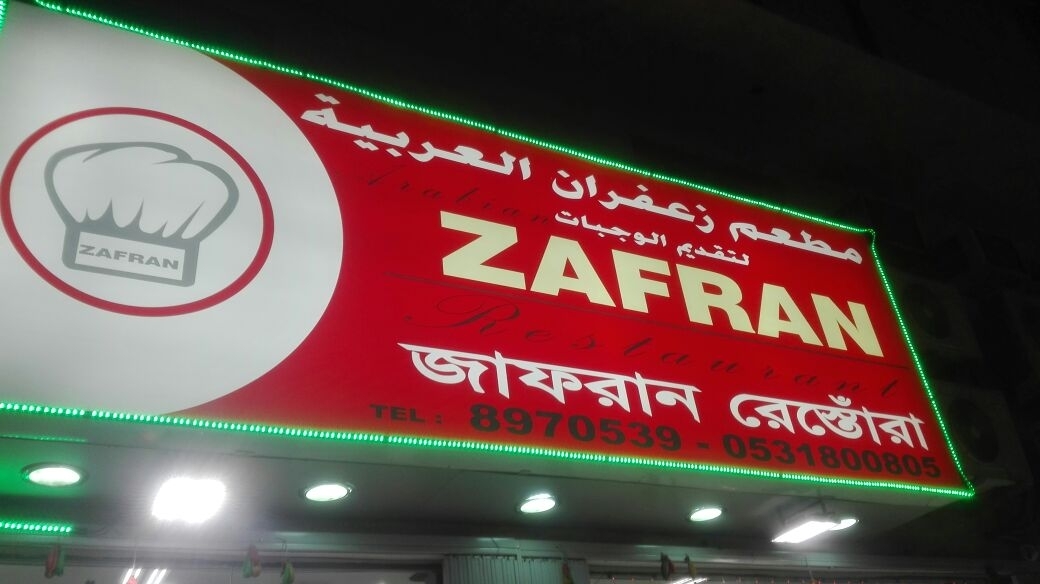 ZAFRAN
مطعم زعفران العربية
لتقديم الوجبات
Arabian
ZAFRAN
Restaurant
জাফরান রেস্তোঁরা
TEL : 8970539 - 0531800805